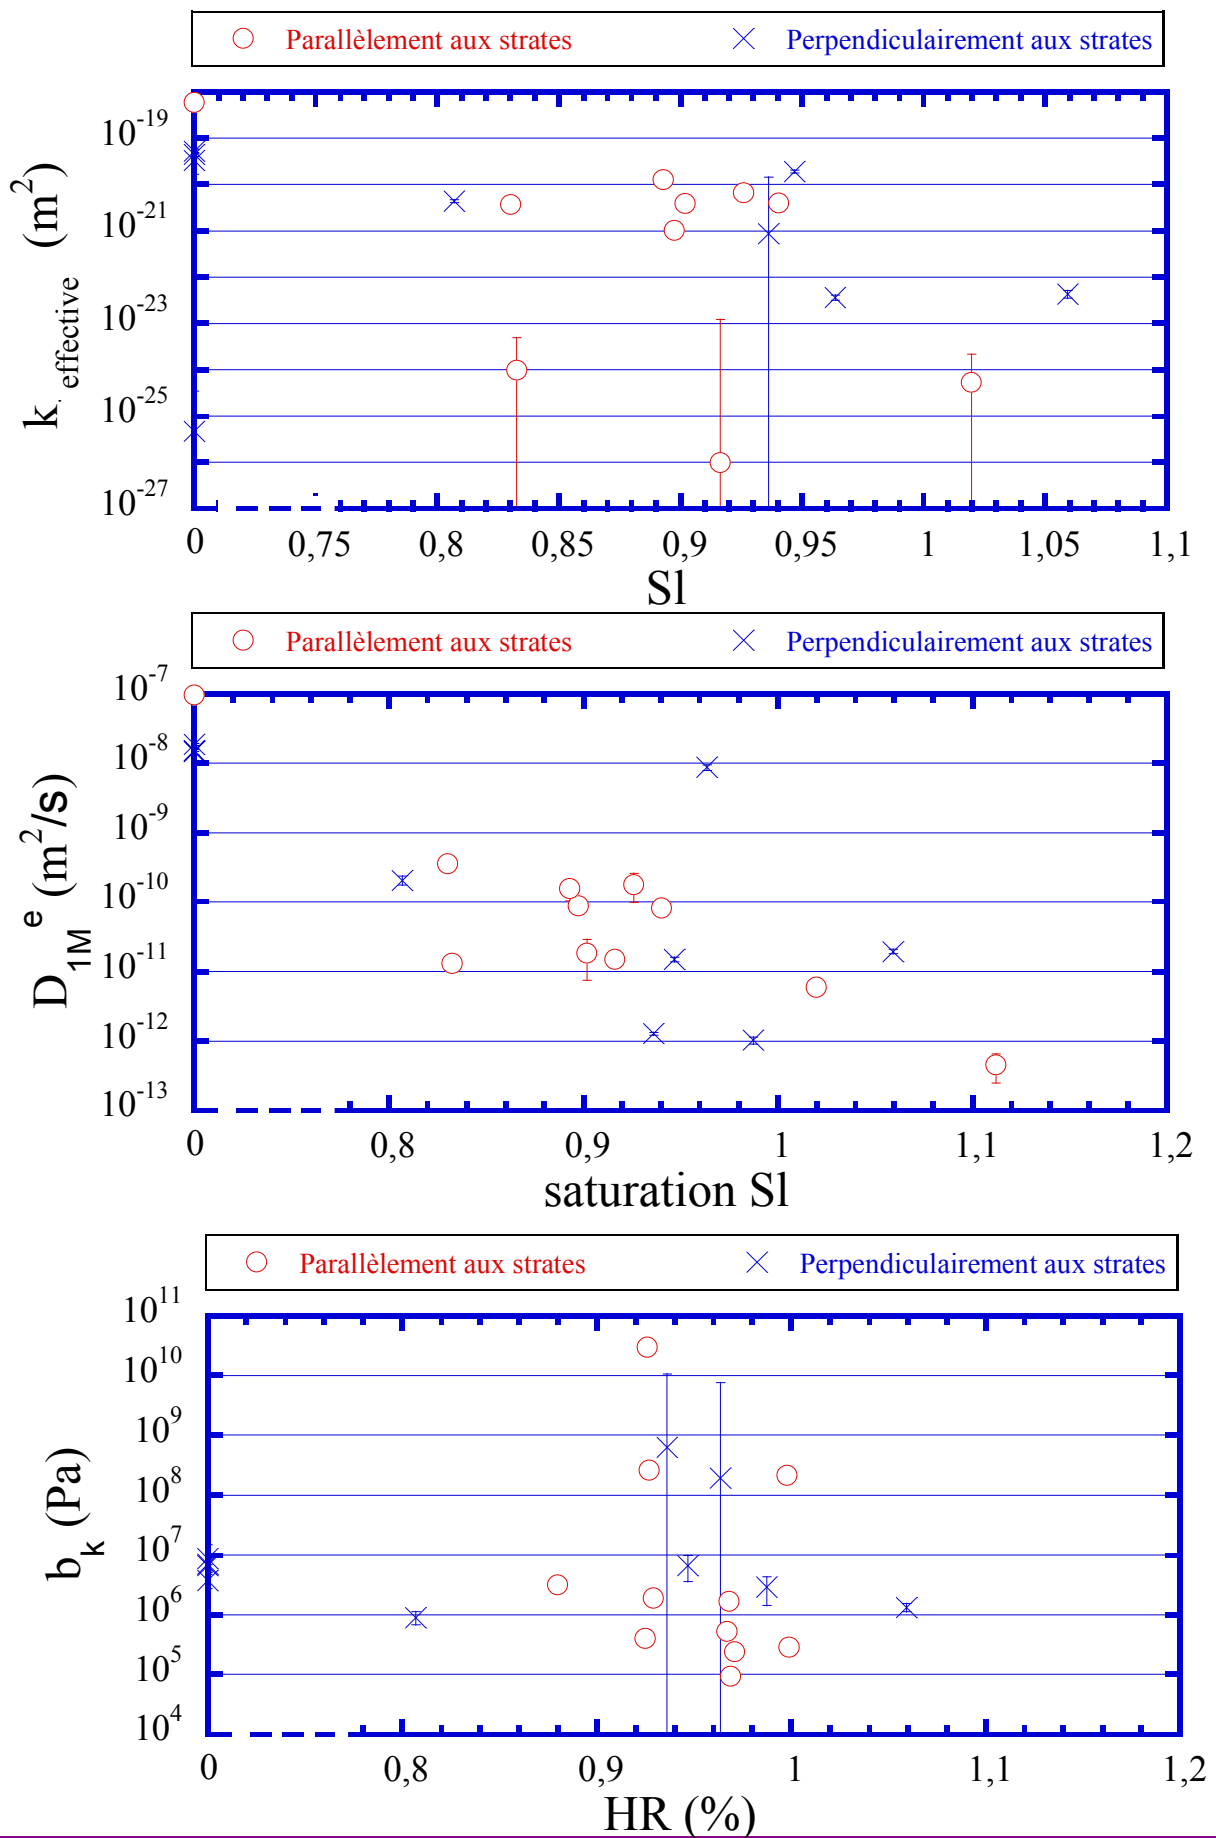 Parallèlement aux strates Perpendiculairement aux strates
k effective (m²)
10⁻¹⁹
10⁻²¹
10⁻²³
10⁻²⁵
10⁻²⁷
0 0,75 0,8 0,85 0,9 0,95 1 1,05 1,1
Sl
Parallèlement aux strates Perpendiculairement aux strates
D₁Mᵉ (m²/s)
10⁻⁷
10⁻⁸
10⁻⁹
10⁻¹⁰
10⁻¹¹
10⁻¹²
10⁻¹³
0 0,8 0,9 1 1,1 1,2
saturation Sl
Parallèlement aux strates Perpendiculairement aux strates
bₖ (Pa)
10¹¹
10¹⁰
10⁹
10⁸
10⁷
10⁶
10⁵
10⁴
0 0,8 0,9 1 1,1 1,2
HR (%)